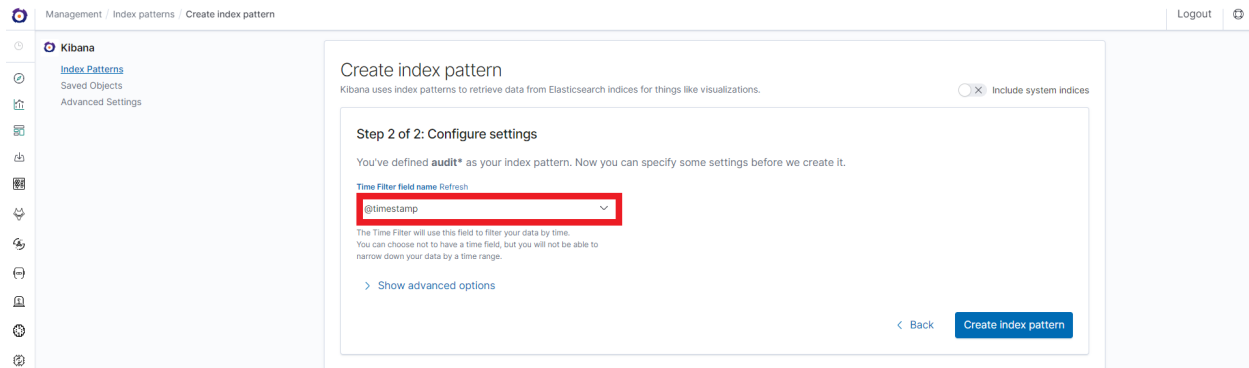 Management / Index patterns / Create index pattern
Logout
Kibana
Index Patterns
Saved Objects
Advanced Settings
Create index pattern
Kibana uses index patterns to retrieve data from Elasticsearch indices for things like visualizations.
Include system indices
Step 2 of 2: Configure settings
You've defined audit* as your index pattern. Now you can specify some settings before we create it.
Time Filter field name Refresh
@timestamp
The Time Filter will use this field to filter your data by time.
You can choose not to have a time field, but you will not be able to
narrow down your data by a time range.
Show advanced options
Back
Create index pattern